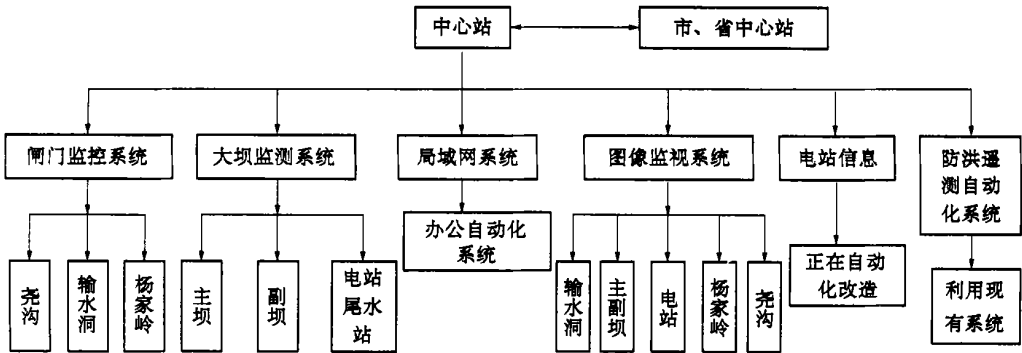 中心站
市、省中心站
闸门监控系统
大坝监测系统
局域网系统
图像监视系统
电站信息
防洪遥
测自动
化系统
尧沟
输水洞
杨家岭
主坝
副坝
电站
尾水
站
办公自动化
系统
输水洞
主副坝
电站
杨家岭
尧沟
正在自动
化改造
利用现
有系统